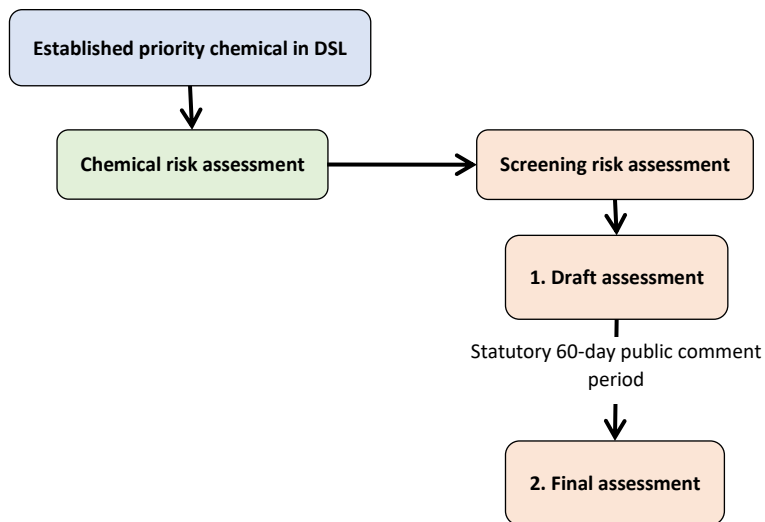 Established priority chemical in DSL
Chemical risk assessment
Screening risk assessment
1. Draft assessment
Statutory 60-day public comment
period
2. Final assessment